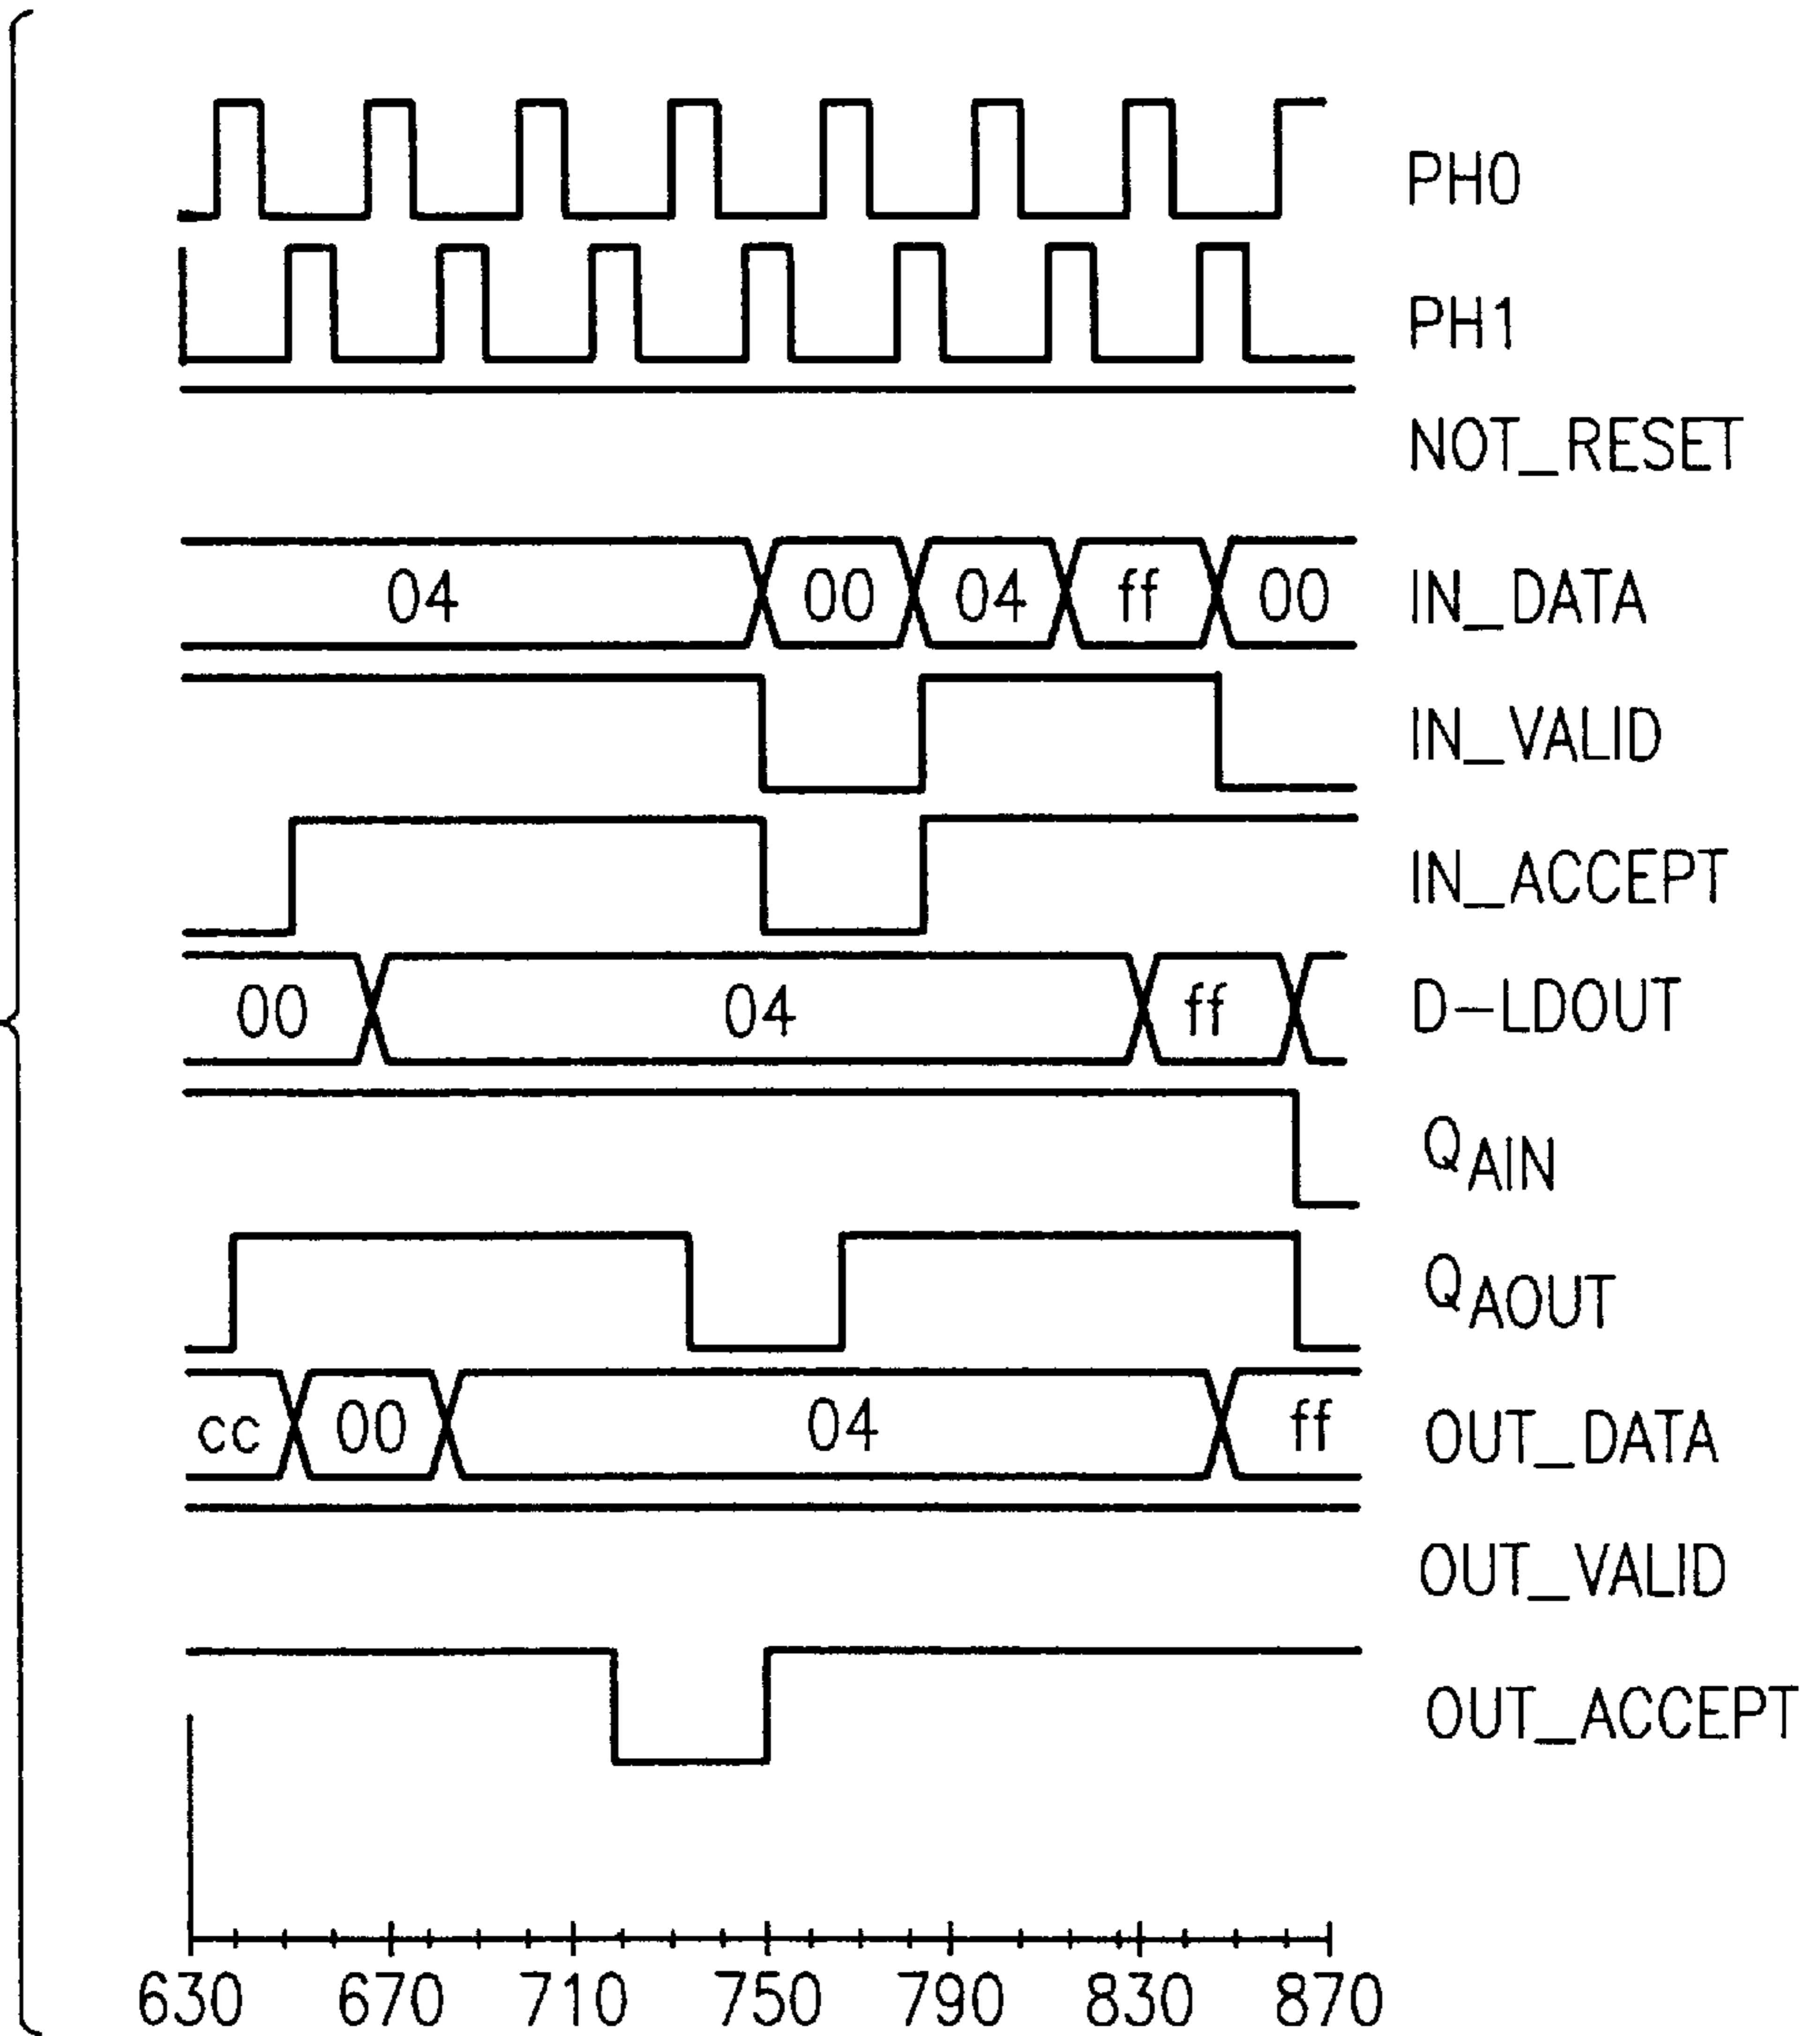 PH0
PH1
NOT_RESET
04 00 04 ff 00 IN_DATA
IN_VALID
IN_ACCEPT
00 04 ff D-LDOUT
QAIN
QAOUT
cc 00 04 ff OUT_DATA
OUT_VALID
OUT_ACCEPT
630 670 710 750 790 830 870